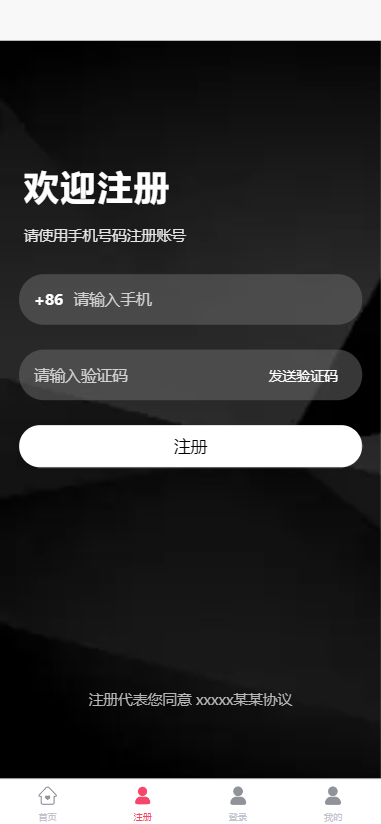 欢迎注册
请使用手机号码注册账号
+86 请输入手机
请输入验证码 发送验证码
注册
注册代表您同意 xxxxx某某协议
首页 注册 登录 我的